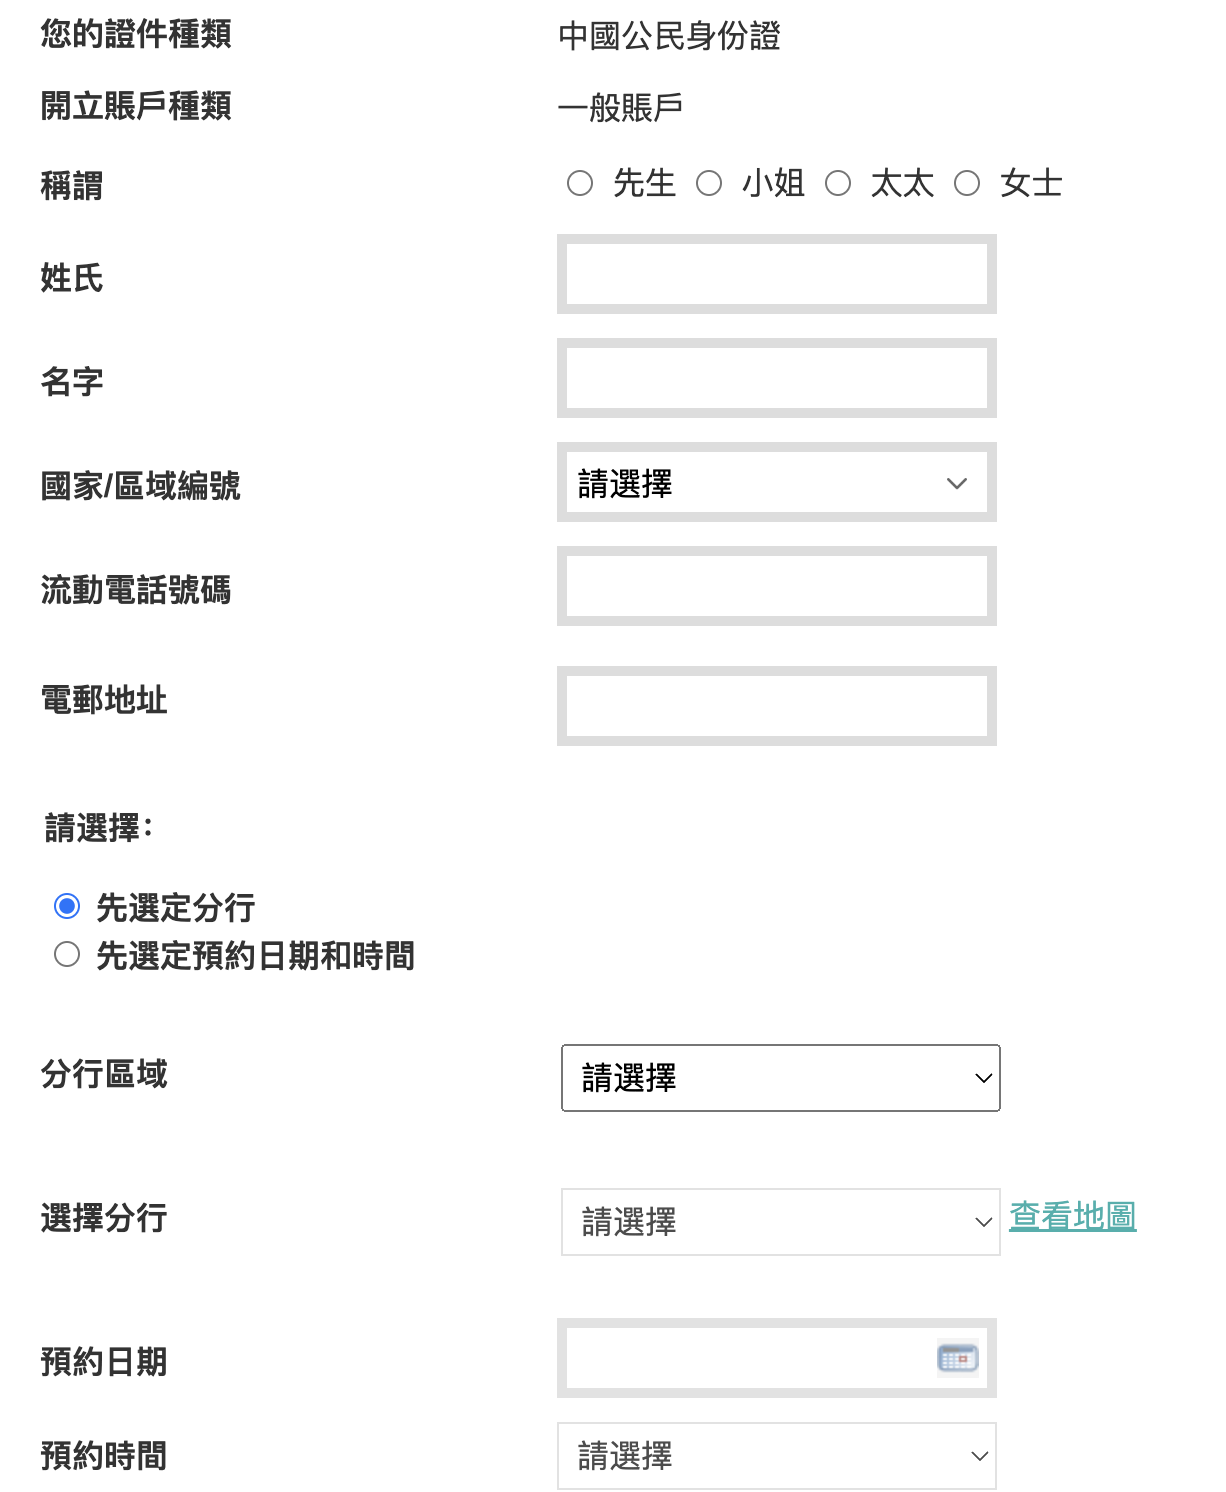 您的證件種類 中國公民身份證
開立賬戶種類 一般賬戶
稱謂 先生 小姐 太太 女士
姓氏
名字
國家/區域編號 請選擇
流動電話號碼
電郵地址
請選擇：
先選定分行
先選定預約日期和時間
分行區域 請選擇
選擇分行 請選擇 查看地圖
預約日期
預約時間 請選擇